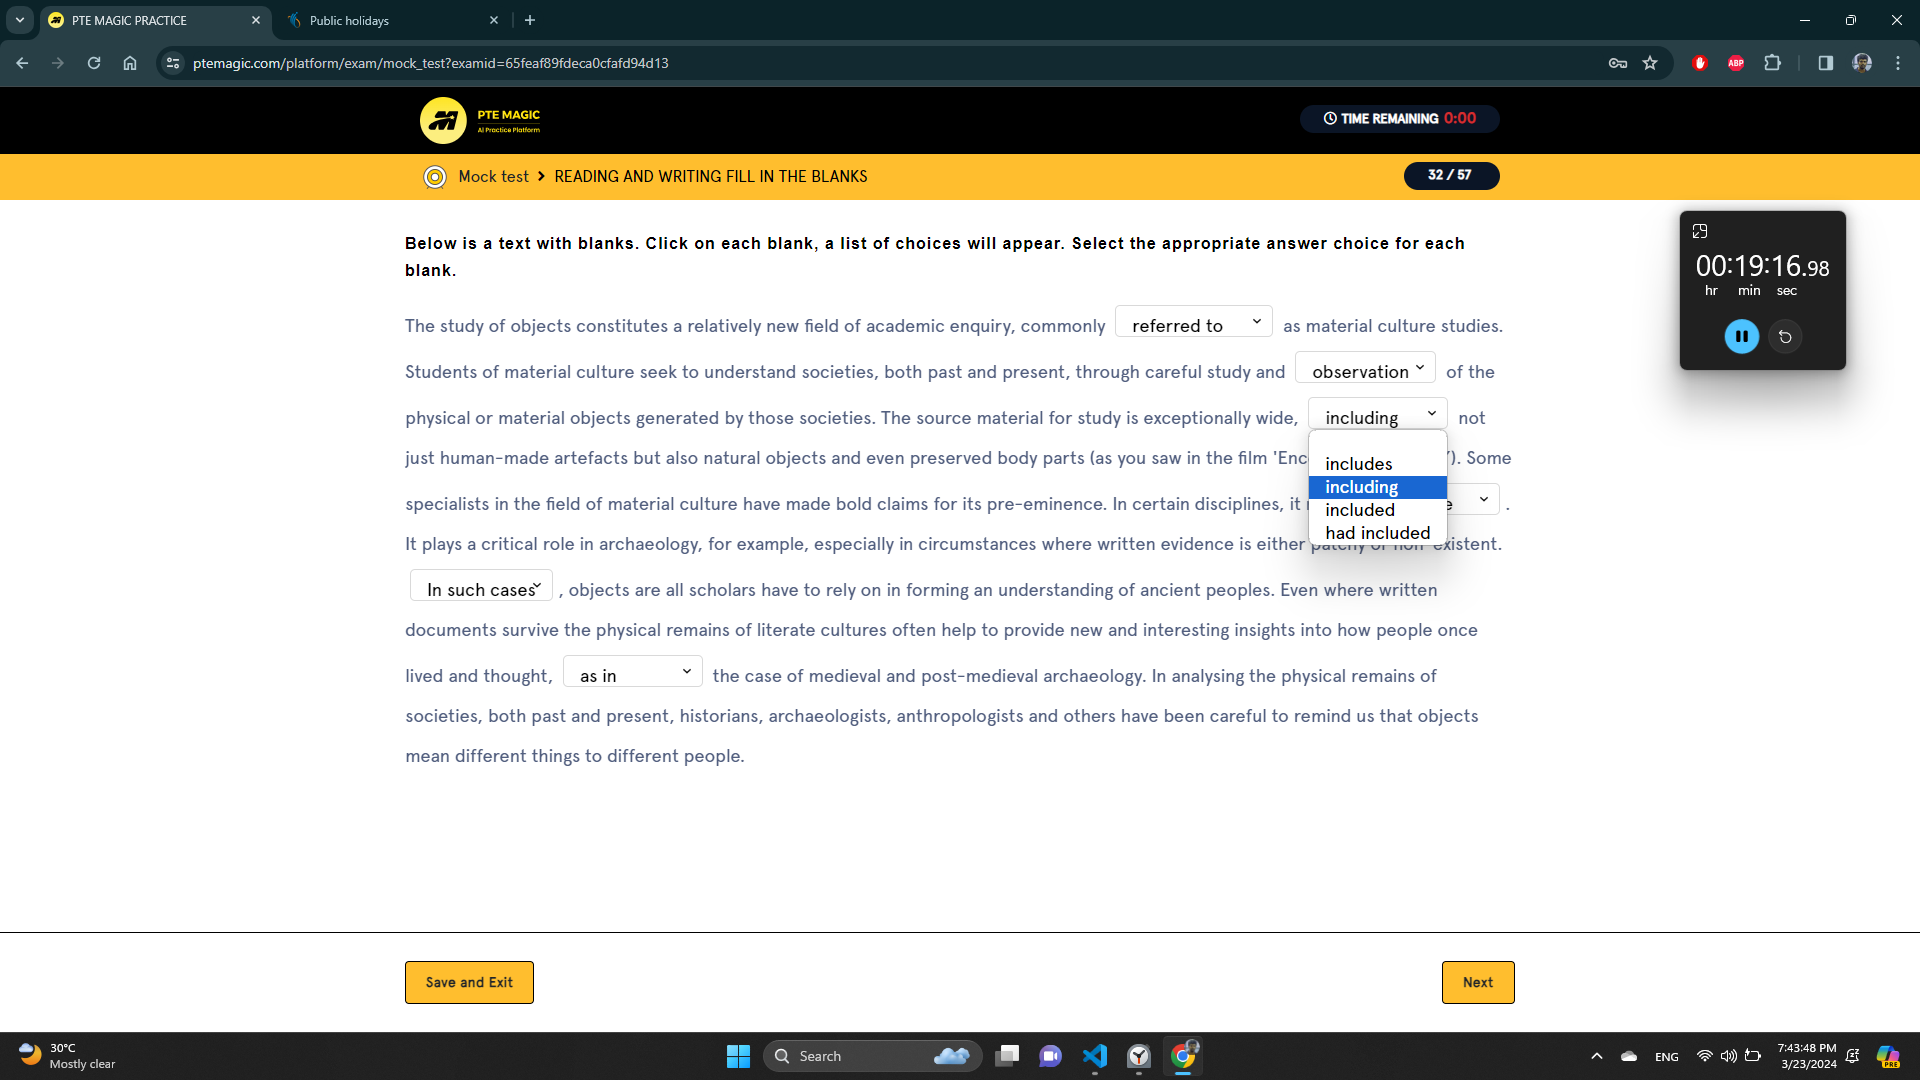 PTE MAGIC PRACTICE
Public holidays
ptemagic.com/platform/exam/mock_test?examid=65feaf89fdeca0cfafd94d13
ABP
PTE MAGIC
AI Practice Platform
TIME REMAINING 0:00
Mock test > READING AND WRITING FILL IN THE BLANKS
32 / 57
00:19:16.98
hr min sec
Below is a text with blanks. Click on each blank, a list of choices will appear. Select the appropriate answer choice for each
blank.
The study of objects constitutes a relatively new field of academic enquiry, commonly referred to as material culture studies.
Students of material culture seek to understand societies, both past and present, through careful study and observation of the
physical or material objects generated by those societies. The source material for study is exceptionally wide, including not
just human-made artefacts but also natural objects and even preserved body parts (as you saw in the film 'Enc '). Some
includes
including
included
had included
specialists in the field of material culture have made bold claims for its pre-eminence. In certain disciplines, it .
It plays a critical role in archaeology, for example, especially in circumstances where written evidence is either patchy or non-existent.
In such cases , objects are all scholars have to rely on in forming an understanding of ancient peoples. Even where written
documents survive the physical remains of literate cultures often help to provide new and interesting insights into how people once
lived and thought, as in the case of medieval and post-medieval archaeology. In analysing the physical remains of
societies, both past and present, historians, archaeologists, anthropologists and others have been careful to remind us that objects
mean different things to different people.
Save and Exit
Next
30°C
Mostly clear
Search
ENG
7:43:48 PM
3/23/2024
PRE